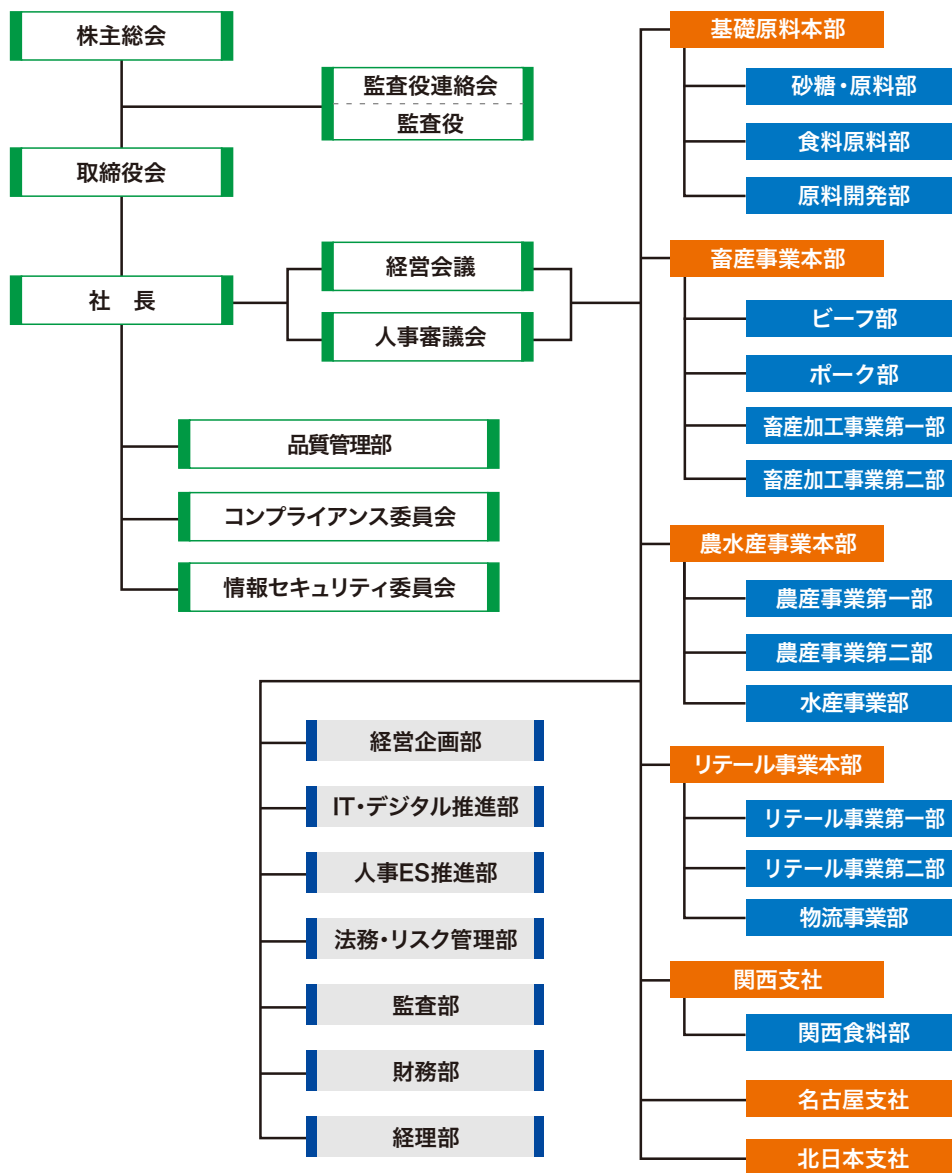 株主総会
監査役連絡会
監査役
取締役会
社　長
経営会議
人事審議会
品質管理部
コンプライアンス委員会
情報セキュリティ委員会
経営企画部
IT・デジタル推進部
人事ES推進部
法務・リスク管理部
監査部
財務部
経理部
基礎原料本部
砂糖・原料部
食料原料部
原料開発部
畜産事業本部
ビーフ部
ポーク部
畜産加工事業第一部
畜産加工事業第二部
農水産事業本部
農産事業第一部
農産事業第二部
水産事業部
リテール事業本部
リテール事業第一部
リテール事業第二部
物流事業部
関西支社
関西食料部
名古屋支社
北日本支社